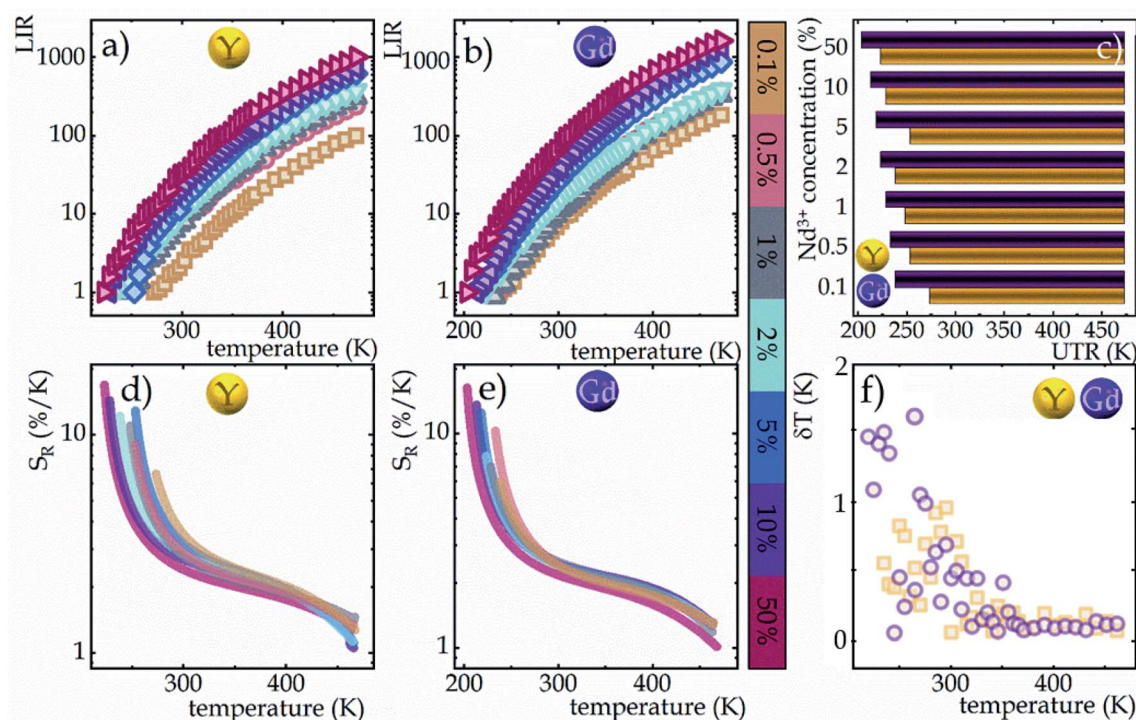 a)
Y
LIR
1000
100
10
1
300
400
temperature (K)
b)
Gd
LIR
1000
100
10
1
200
300
400
temperature (K)
0.1%
0.5%
1%
2%
5%
10%
50%
c)
Nd³⁺ concentration (%)
50
10
5
2
1
0.5
0.1
Y
Gd
200
250
300
350
400
450
UTR (K)
d)
Y
S_R (%/K)
10
1
300
400
temperature (K)
e)
Gd
S_R (%/K)
10
1
200
300
400
temperature (K)
f)
Y
Gd
δT (K)
2
1
0
300
400
temperature (K)